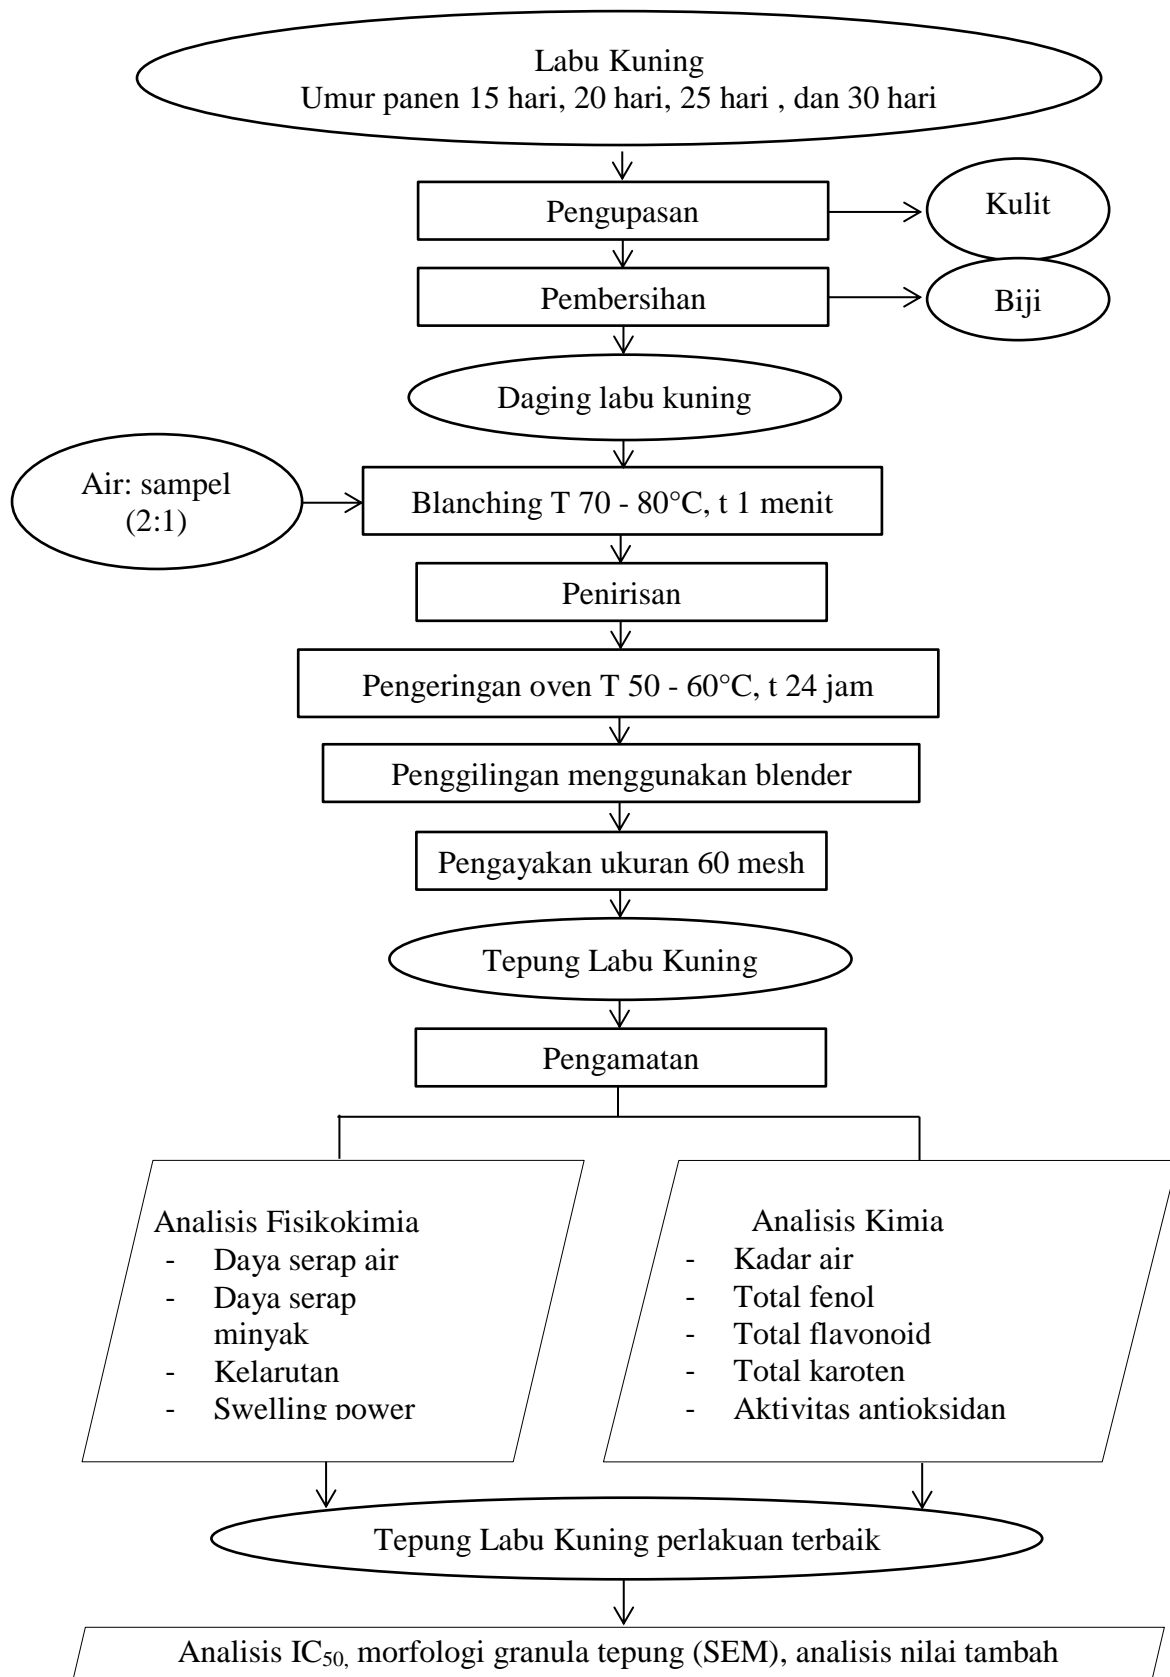 Labu Kuning
Umur panen 15 hari, 20 hari, 25 hari , dan 30 hari
Pengupasan
Kulit
Pembersihan
Biji
Daging labu kuning
Air: sampel
(2:1)
Blanching T 70 - 80°C, t 1 menit
Penirisan
Pengeringan oven T 50 - 60°C, t 24 jam
Penggilingan menggunakan blender
Pengayakan ukuran 60 mesh
Tepung Labu Kuning
Pengamatan
Analisis Fisikokimia
- Daya serap air
- Daya serap
minyak
- Kelarutan
- Swelling power
Analisis Kimia
- Kadar air
- Total fenol
- Total flavonoid
- Total karoten
- Aktivitas antioksidan
Tepung Labu Kuning perlakuan terbaik
Analisis IC₅₀, morfologi granula tepung (SEM), analisis nilai tambah